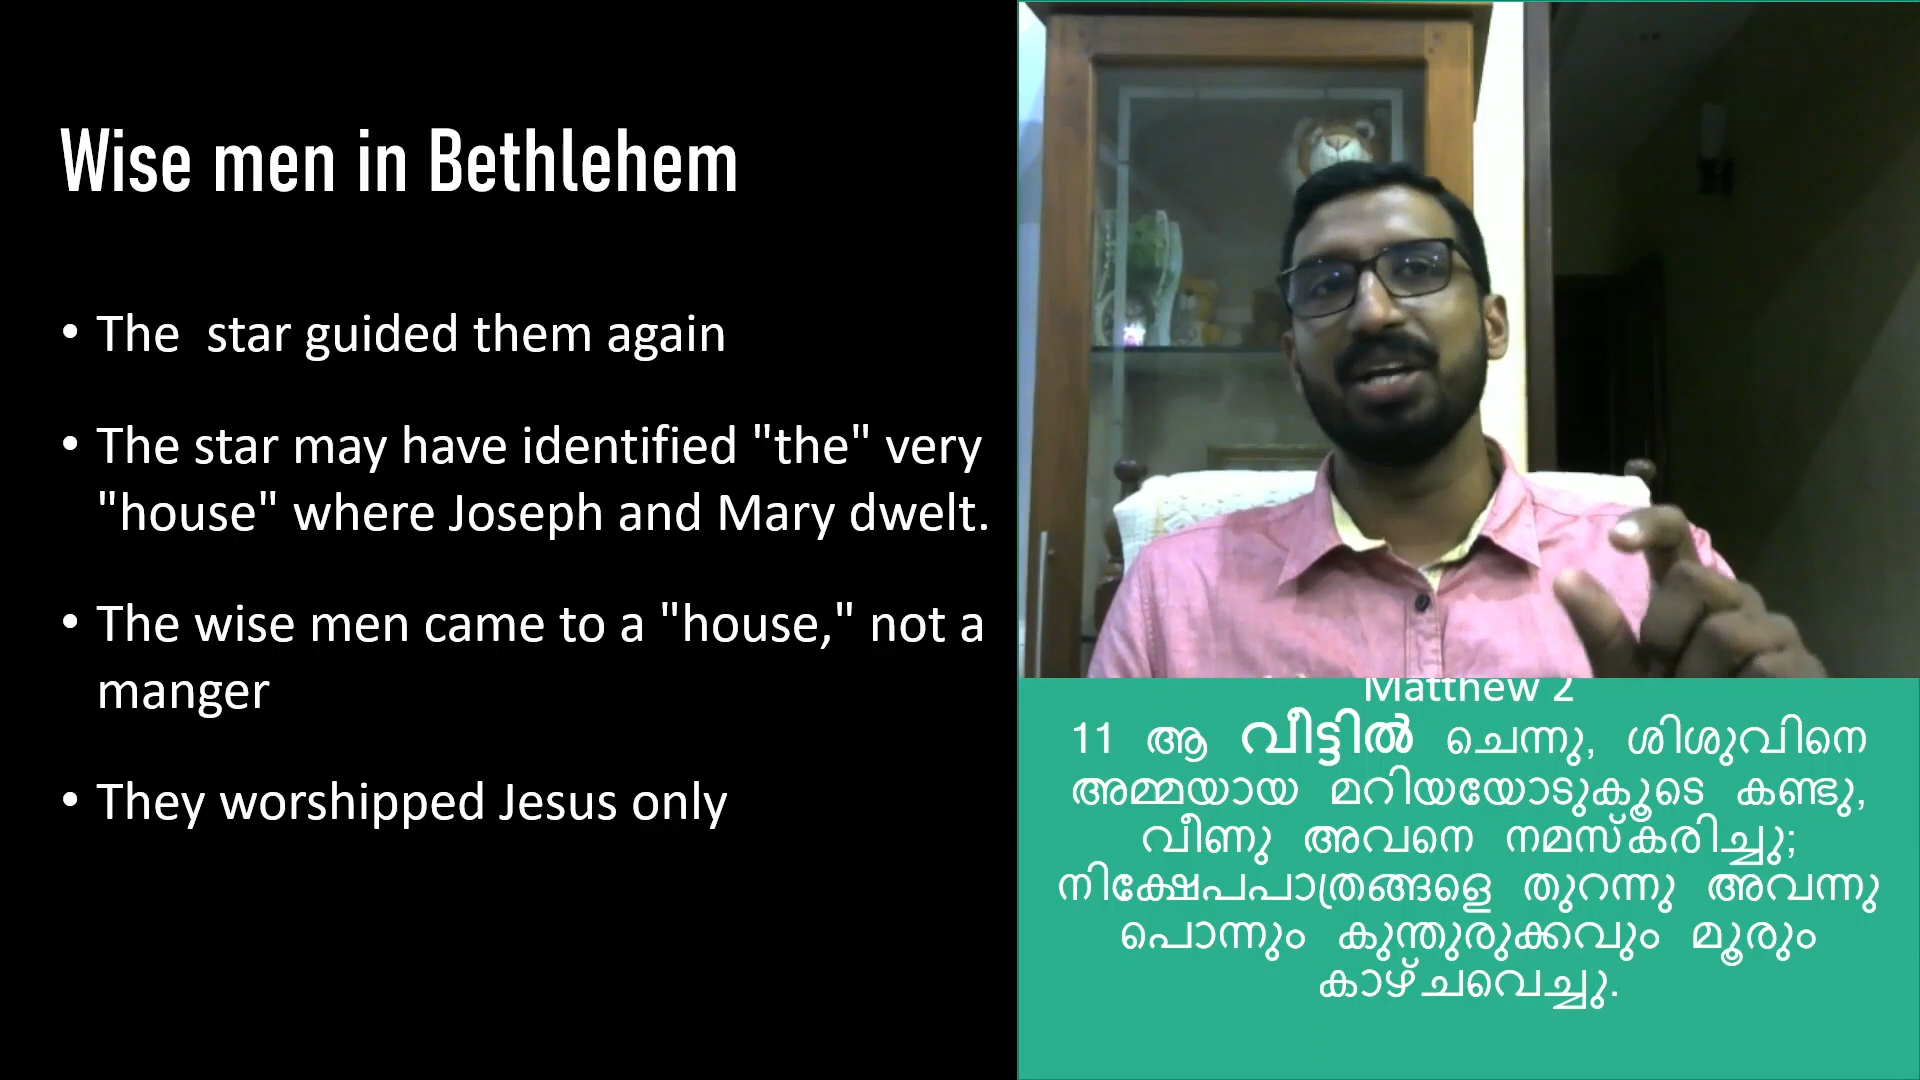 Wise men in Bethlehem
• The  star guided them again
• The star may have identified "the" very
"house" where Joseph and Mary dwelt.
• The wise men came to a "house," not a
manger
• They worshipped Jesus only
Matthew 2
11 ആ വീട്ടിൽ ചെന്നു, ശിശുവിനെ
അമ്മയായ മറിയയോടുകൂടെ കണ്ടു,
വീണു അവനെ നമസ്കരിച്ചു;
നിക്ഷേപപാത്രങ്ങളെ തുറന്നു അവന്നു
പൊന്നും കുന്തുരുക്കവും മൂരും
കാഴ്ചവെച്ചു.